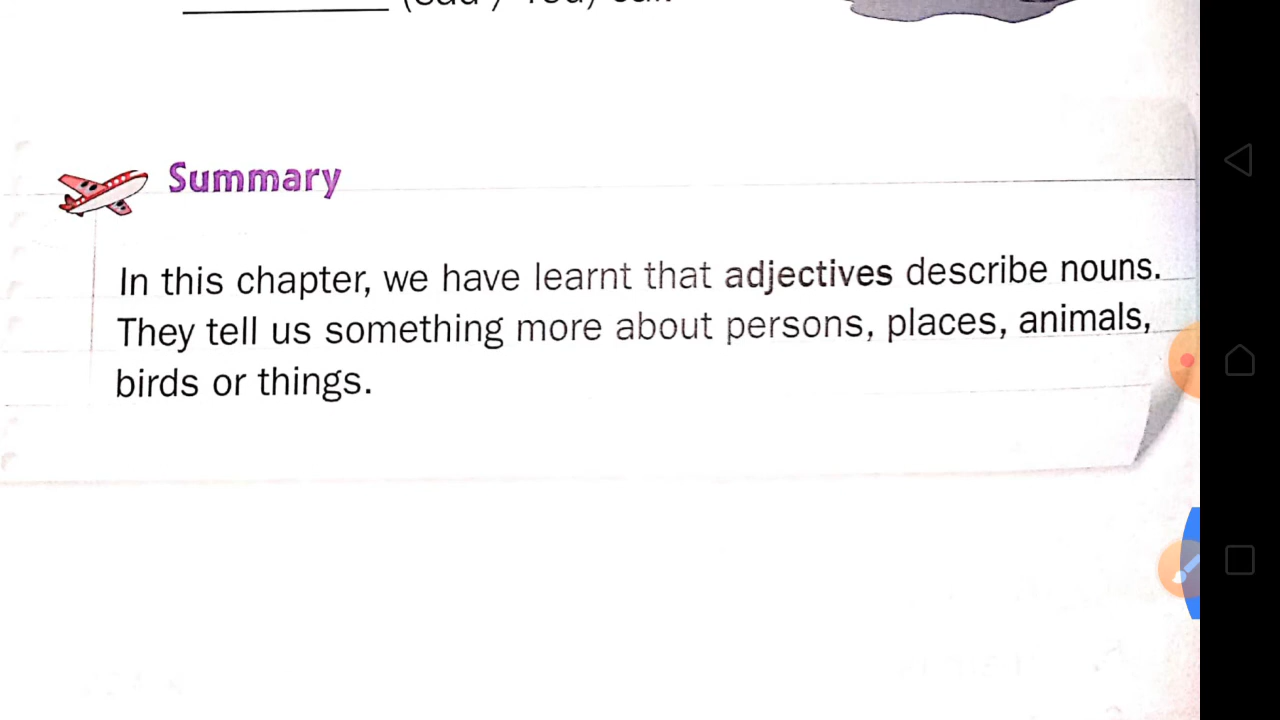 Summary
In this chapter, we have learnt that adjectives describe nouns.
They tell us something more about persons, places, animals,
birds or things.